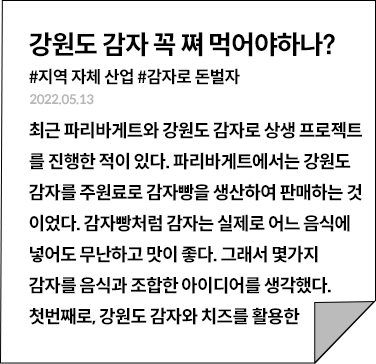 강원도 감자 꼭 쪄 먹어야하나?
#지역 자체 산업 #감자로 돈벌자
2022.05.13
최근 파리바게트와 강원도 감자로 상생 프로젝트
를 진행한 적이 있다. 파리바게트에서는 강원도
감자를 주원료로 감자빵을 생산하여 판매하는 것
이었다. 감자빵처럼 감자는 실제로 어느 음식에
넣어도 무난하고 맛이 좋다. 그래서 몇가지
감자를 음식과 조합한 아이디어를 생각했다.
첫번째로, 강원도 감자와 치즈를 활용한